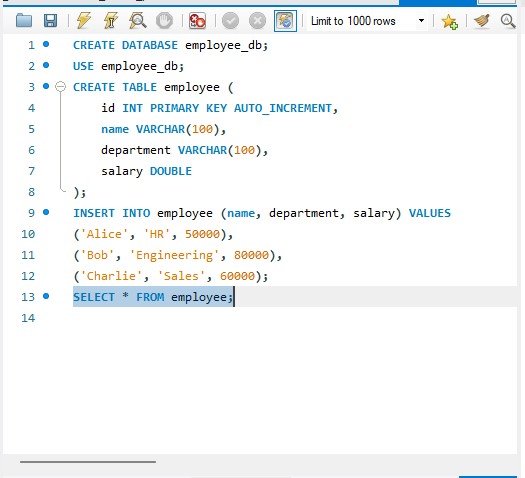 Limit to 1000 rows
1 CREATE DATABASE employee_db;
2 USE employee_db;
3 CREATE TABLE employee (
4 id INT PRIMARY KEY AUTO_INCREMENT,
5 name VARCHAR(100),
6 department VARCHAR(100),
7 salary DOUBLE
8 );
9 INSERT INTO employee (name, department, salary) VALUES
10 ('Alice', 'HR', 50000),
11 ('Bob', 'Engineering', 80000),
12 ('Charlie', 'Sales', 60000);
13 SELECT * FROM employee;
14